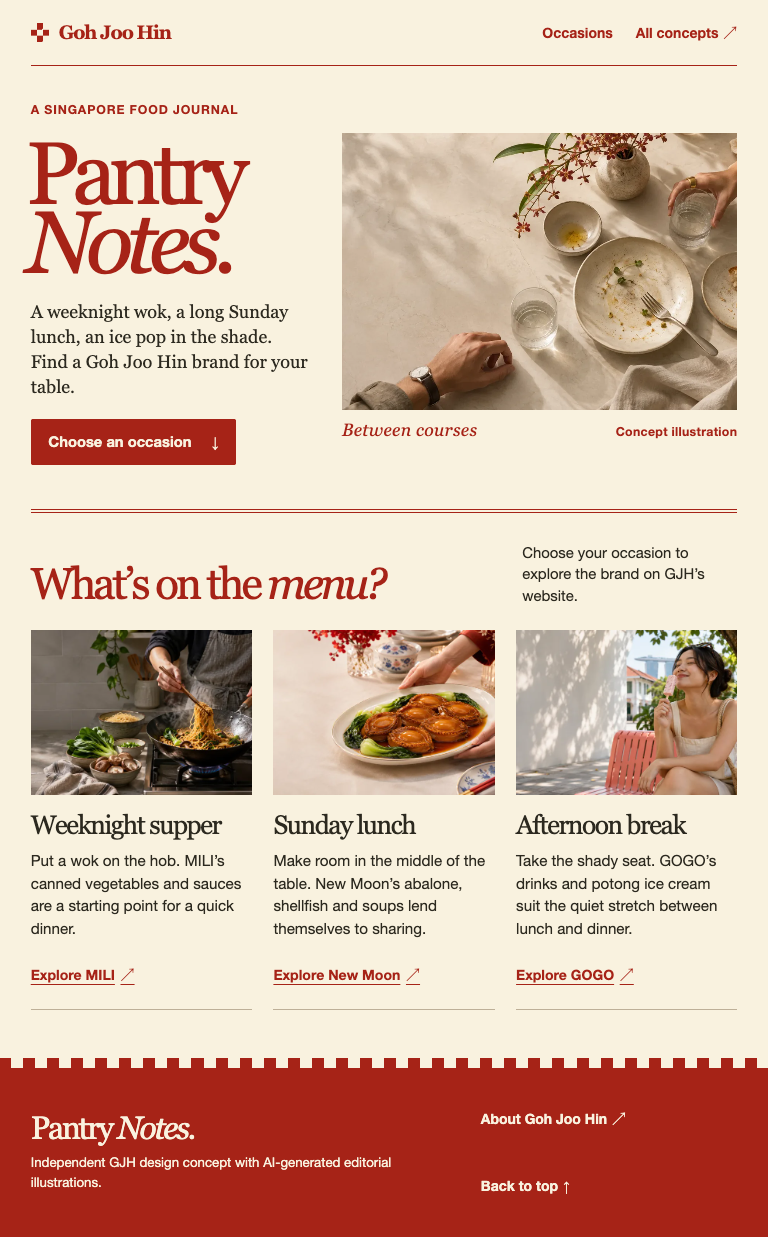 Goh Joo Hin
Occasions
All concepts ↗
A SINGAPORE FOOD JOURNAL
Pantry
Notes.
A weeknight wok, a long Sunday
lunch, an ice pop in the shade.
Find a Goh Joo Hin brand for your
table.
Choose an occasion ↓
Between courses
Concept illustration
What’s on the menu?
Choose your occasion to
explore the brand on GJH’s
website.
Weeknight supper
Put a wok on the hob. MILI’s
canned vegetables and sauces
are a starting point for a quick
dinner.
Explore MILI ↗
Sunday lunch
Make room in the middle of the
table. New Moon’s abalone,
shellfish and soups lend
themselves to sharing.
Explore New Moon ↗
Afternoon break
Take the shady seat. GOGO’s
drinks and potong ice cream
suit the quiet stretch between
lunch and dinner.
Explore GOGO ↗
Pantry Notes.
Independent GJH design concept with AI-generated editorial
illustrations.
About Goh Joo Hin ↗
Back to top ↑